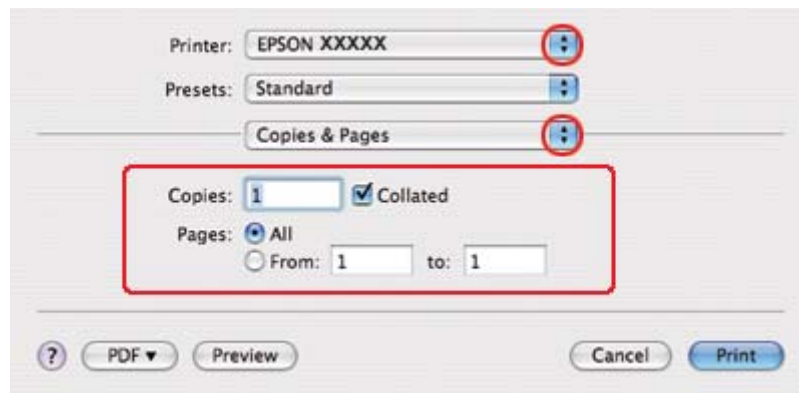 Printer: EPSON XXXXX
Presets: Standard
Copies & Pages
Copies: 1 Collated
Pages: All
From: 1 to: 1
? PDF ▼ Preview Cancel Print